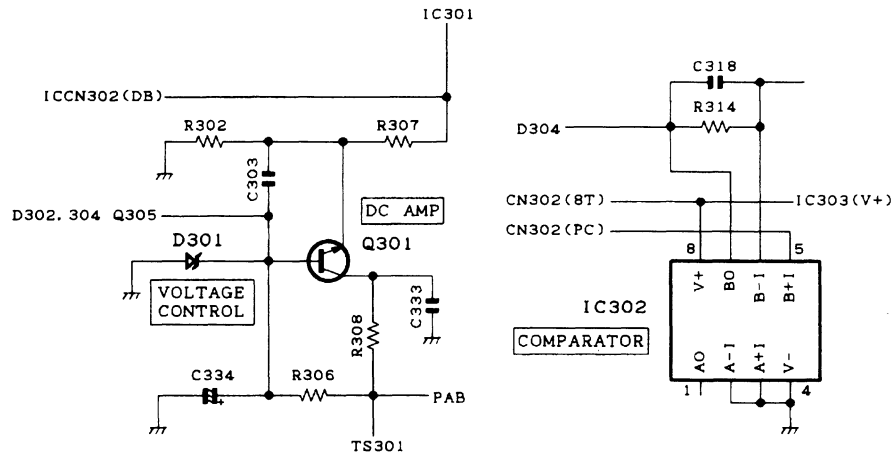 IC301
ICCN302(DB)
R302
R307
C303
D302.304 Q305
DC AMP
D301
Q301
VOLTAGE
CONTROL
R308
C333
C334
+
R306
PAB
TS301
C318
R314
D304
CN302(8T)
IC303(V+)
CN302(PC)
8
5
V+
BO
B-I
B+I
IC302
COMPARATOR
AO
A-I
A+I
V-
1
4